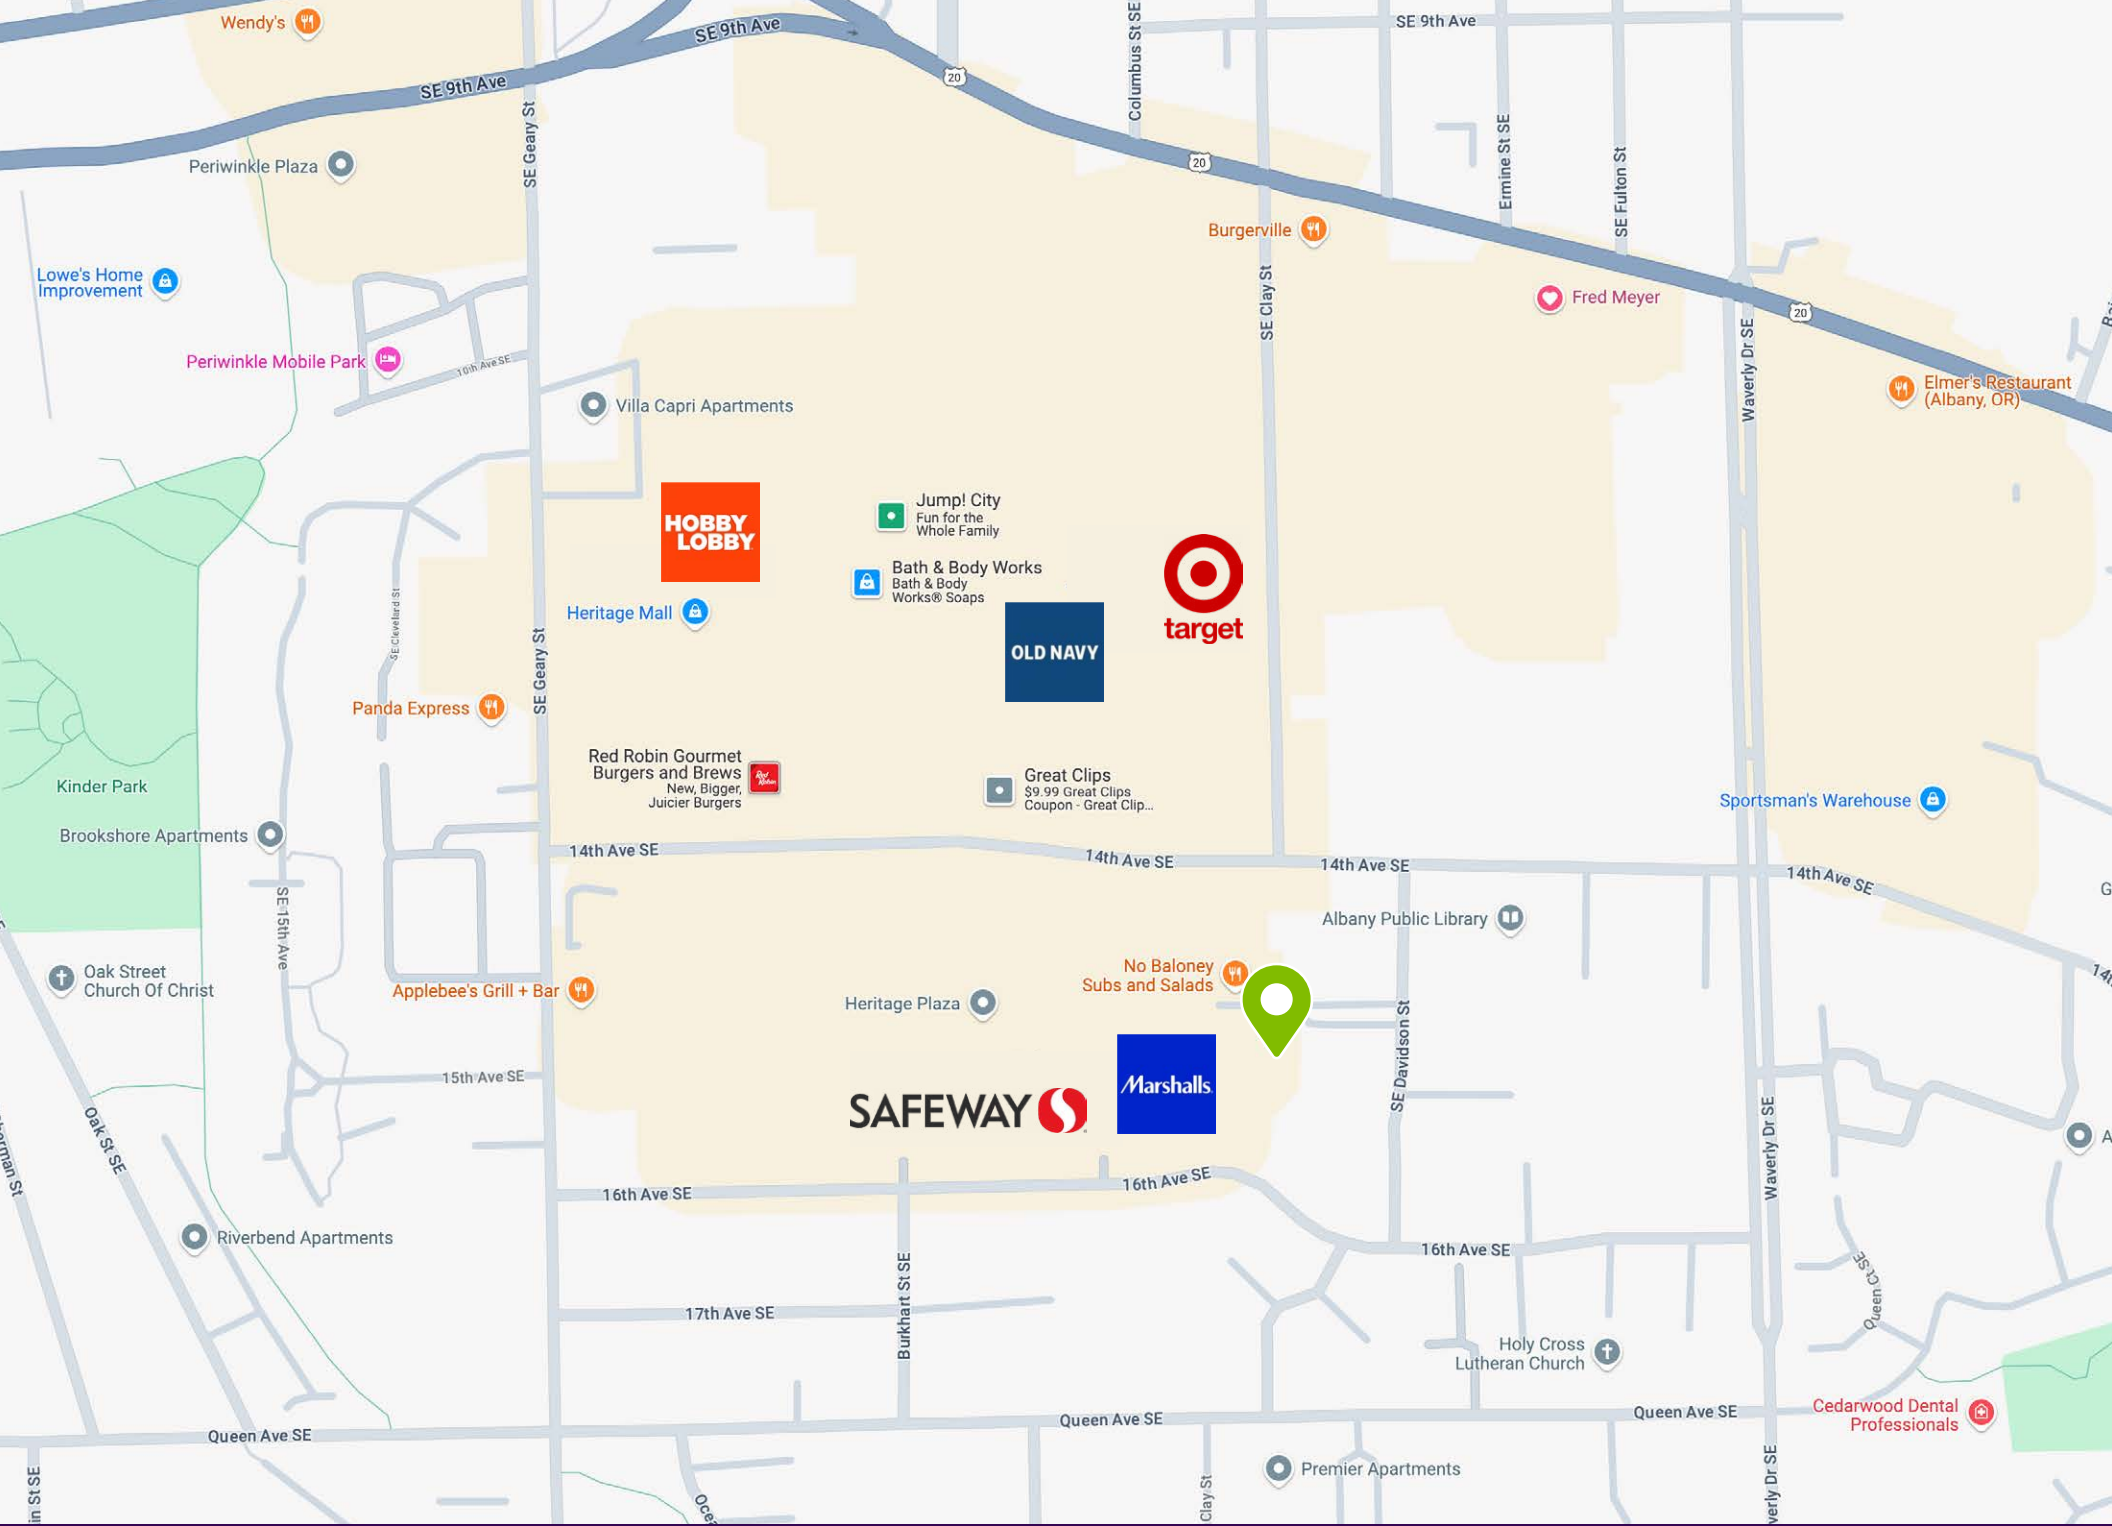 Wendy's
SE 9th Ave
SE 9th Ave
SE 9th Ave
20
Columbus St SE
SE Geary St
Periwinkle Plaza
20
Ermine St SE
SE Fulton St
Burgerville
Lowe's Home
Improvement
SE Clay St
Fred Meyer
20
Waverly Dr SE
Periwinkle Mobile Park
10th Ave SE
Elmer's Restaurant
(Albany, OR)
Villa Capri Apartments
HOBBY
LOBBY
Jump! City
Fun for the
Whole Family
Bath & Body Works
Bath & Body
Works® Soaps
target
Heritage Mall
SE Cleveland St
SE Geary St
OLD NAVY
Panda Express
Red Robin Gourmet
Burgers and Brews
New, Bigger,
Juicier Burgers
Red
Robin
Great Clips
$9.99 Great Clips
Coupon - Great Clip...
Kinder Park
Sportsman's Warehouse
Brookshore Apartments
14th Ave SE
14th Ave SE
14th Ave SE
14th Ave SE
SE 15th Ave
Albany Public Library
Oak Street
Church Of Christ
Applebee's Grill + Bar
Heritage Plaza
No Baloney
Subs and Salads
SE Davidson St
15th Ave SE
SAFEWAY
Marshalls
Oak St SE
Waverly Dr SE
16th Ave SE
16th Ave SE
Riverbend Apartments
16th Ave SE
Burkhart St SE
17th Ave SE
Queen Ct SE
Holy Cross
Lutheran Church
Queen Ave SE
Queen Ave SE
Queen Ave SE
Cedarwood Dental
Professionals
Premier Apartments
Clay St